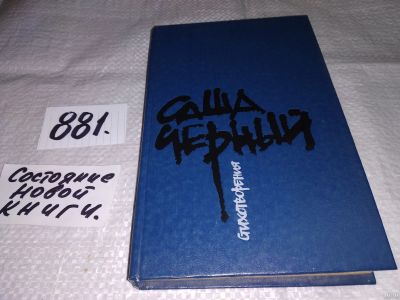 881.
Состояние
новой
книги.
Саша
Черный
стихотворения